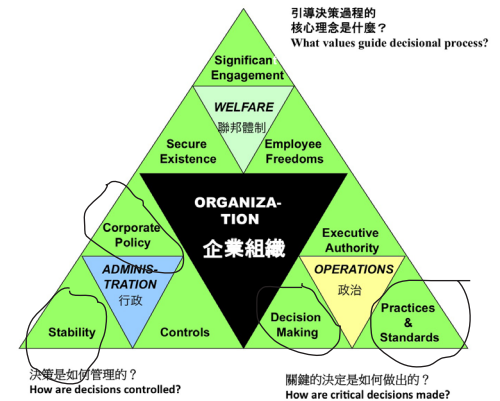 引導決策過程的
核心理念是什麼？
What values guide decisional process?
Significant
Engagement
WELFARE
聯邦體制
Secure
Existence
Employee
Freedoms
ORGANIZA-
TION
企業組織
Corporate
Policy
Executive
Authority
ADMINIS-
TRATION
行政
OPERATIONS
政治
Stability
Controls
Decision
Making
Practices
&
Standards
決策是如何管理的？
How are decisions controlled?
關鍵的決定是如何做出的？
How are critical decisions made?